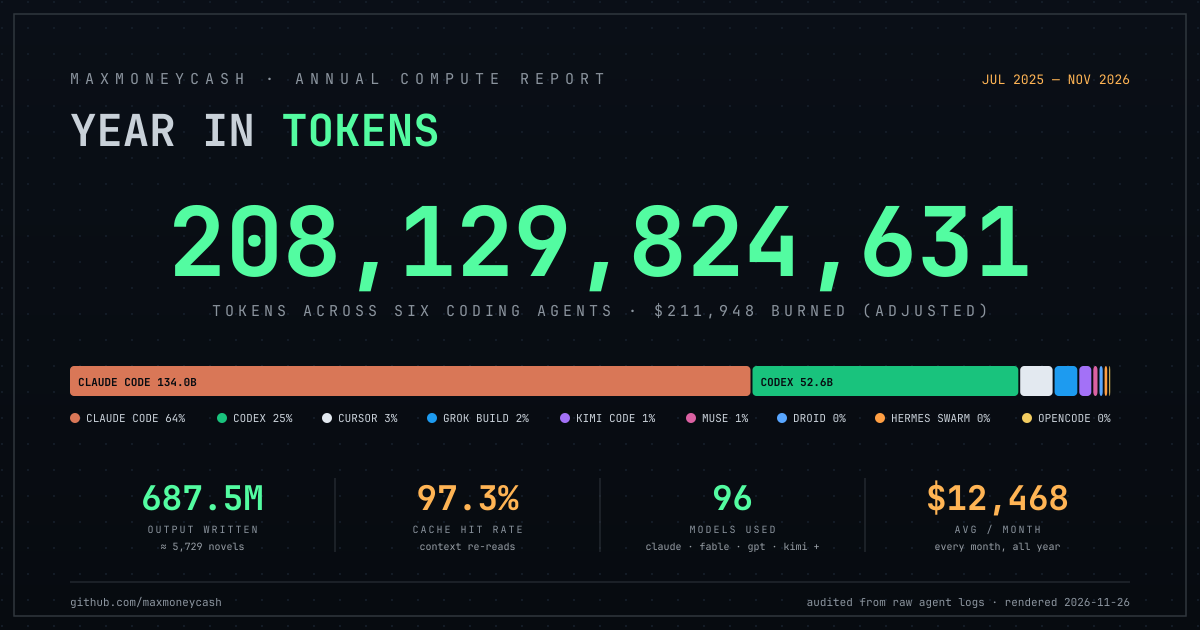 MAXMONEYCASH · ANNUAL COMPUTE REPORT
JUL 2025 — NOV 2026
YEAR IN TOKENS
208,129,824,631
TOKENS ACROSS SIX CODING AGENTS · $211,948 BURNED (ADJUSTED)
CLAUDE CODE 134.0B
CODEX 52.6B
CLAUDE CODE 64%
CODEX 25%
CURSOR 3%
GROK BUILD 2%
KIMI CODE 1%
MUSE 1%
DROID 0%
HERMES SWARM 0%
OPENCODE 0%
687.5M
OUTPUT WRITTEN
≈ 5,729 novels
97.3%
CACHE HIT RATE
context re-reads
96
MODELS USED
claude · fable · gpt · kimi +
$12,468
AVG / MONTH
every month, all year
github.com/maxmoneycash
audited from raw agent logs · rendered 2026-11-26